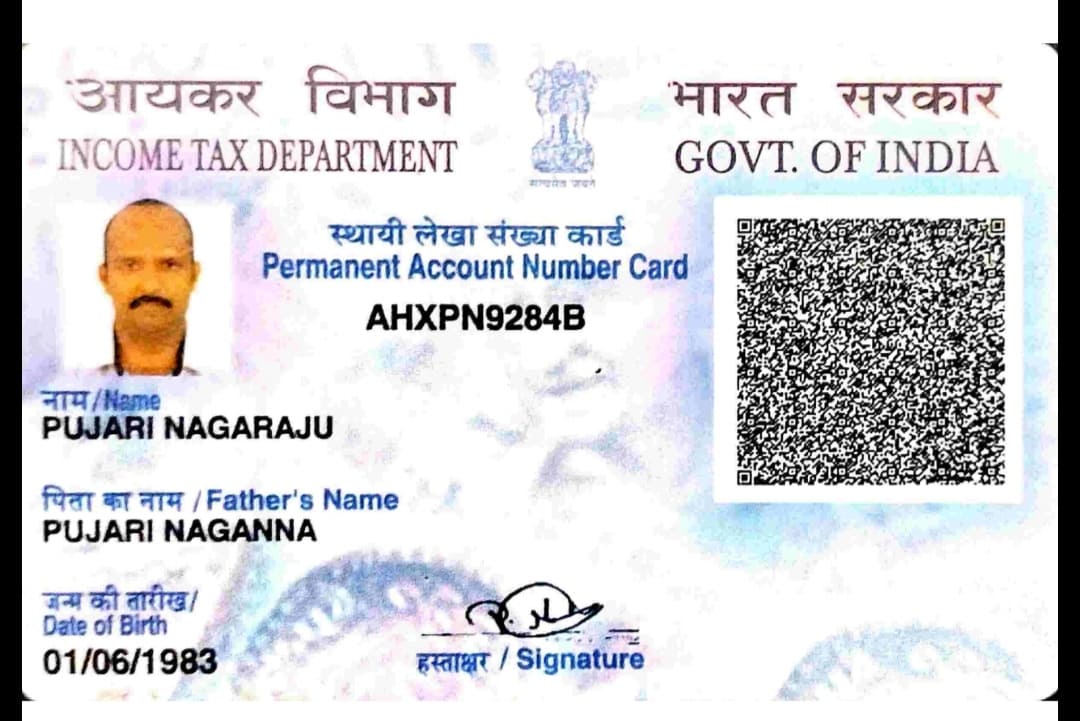 आयकर विभाग
INCOME TAX DEPARTMENT
सत्यमेव जयते
भारत सरकार
GOVT. OF INDIA
स्थायी लेखा संख्या कार्ड
Permanent Account Number Card
AHXPN9284B
नाम/Name
PUJARI NAGARAJU
पिता का नाम / Father's Name
PUJARI NAGANNA
जन्म की तारीख/
Date of Birth
01/06/1983
हस्ताक्षर / Signature